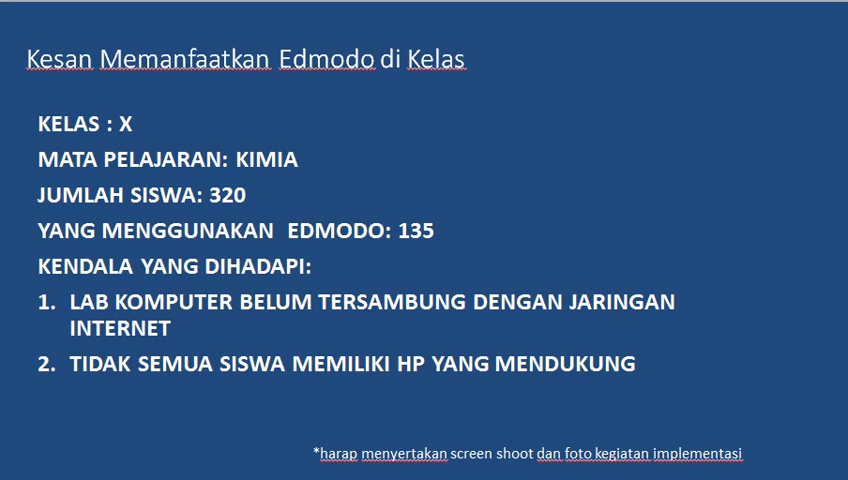 Kesan Memanfaatkan Edmodo di Kelas
KELAS : X
MATA PELAJARAN: KIMIA
JUMLAH SISWA: 320
YANG MENGGUNAKAN EDMODO: 135
KENDALA YANG DIHADAPI:
1. LAB KOMPUTER BELUM TERSAMBUNG DENGAN JARINGAN
INTERNET
2. TIDAK SEMUA SISWA MEMILIKI HP YANG MENDUKUNG
*harap menyertakan screen shoot dan foto kegiatan implementasi